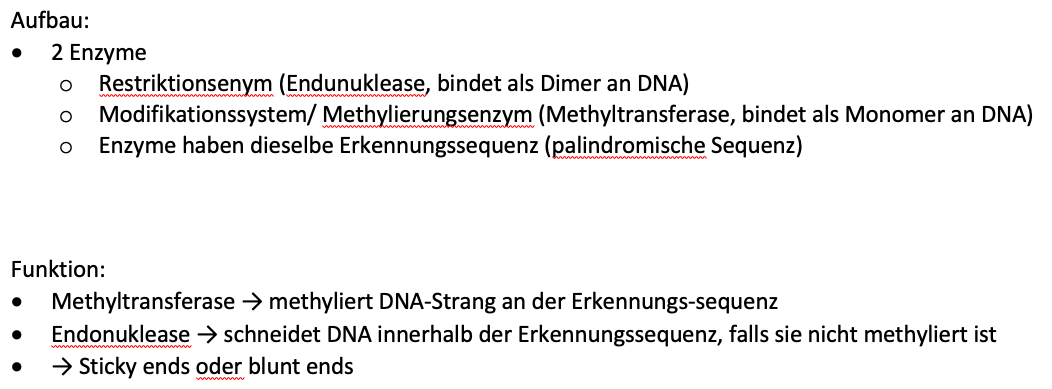 Aufbau:
• 2 Enzyme
o Restriktionsenym (Endunuklease, bindet als Dimer an DNA)
o Modifikationssystem/ Methylierungsenzym (Methyltransferase, bindet als Monomer an DNA)
o Enzyme haben dieselbe Erkennungssequenz (palindromische Sequenz)
Funktion:
• Methyltransferase → methyliert DNA-Strang an der Erkennungs-sequenz
• Endonuklease → schneidet DNA innerhalb der Erkennungssequenz, falls sie nicht methyliert ist
• → Sticky ends oder blunt ends